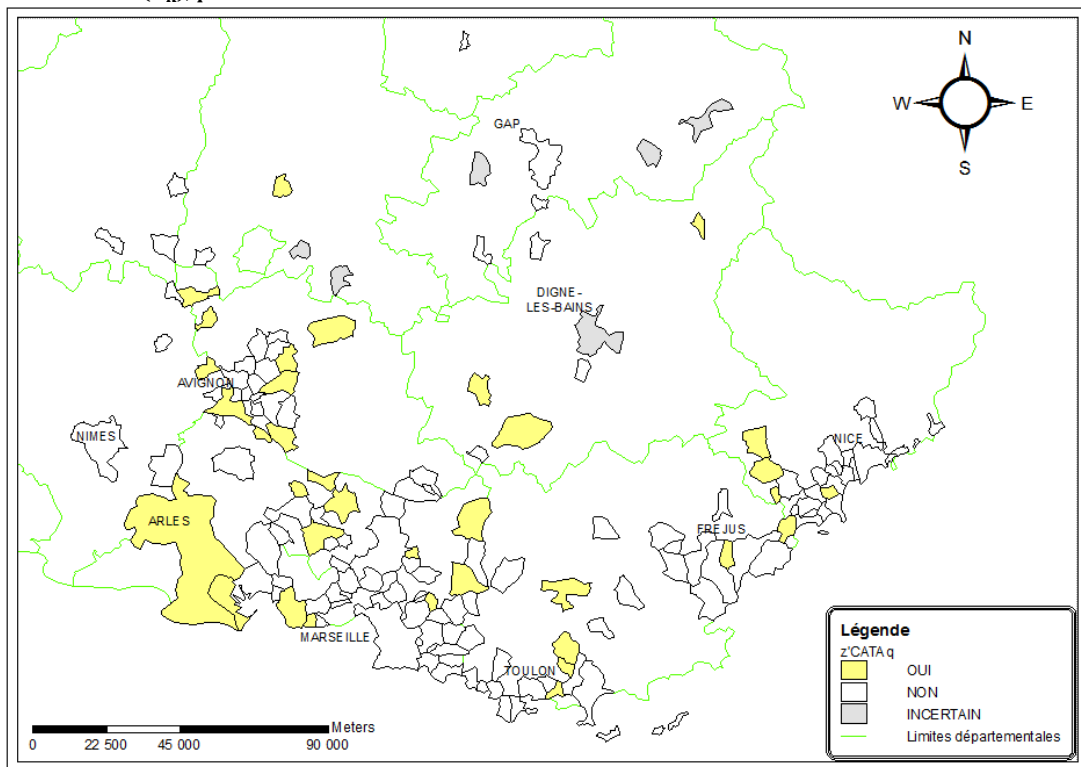 N
W
E
S
GAP
DIGNE -
LES-BAINS
AVIGNON
NIMES
NICE
ARLES
FREJUS
MARSEILLE
TOULON
Légende
z'CATA q
OUI
NON
INCERTAIN
Limites départementales
Meters
0 22 500 45 000 90 000